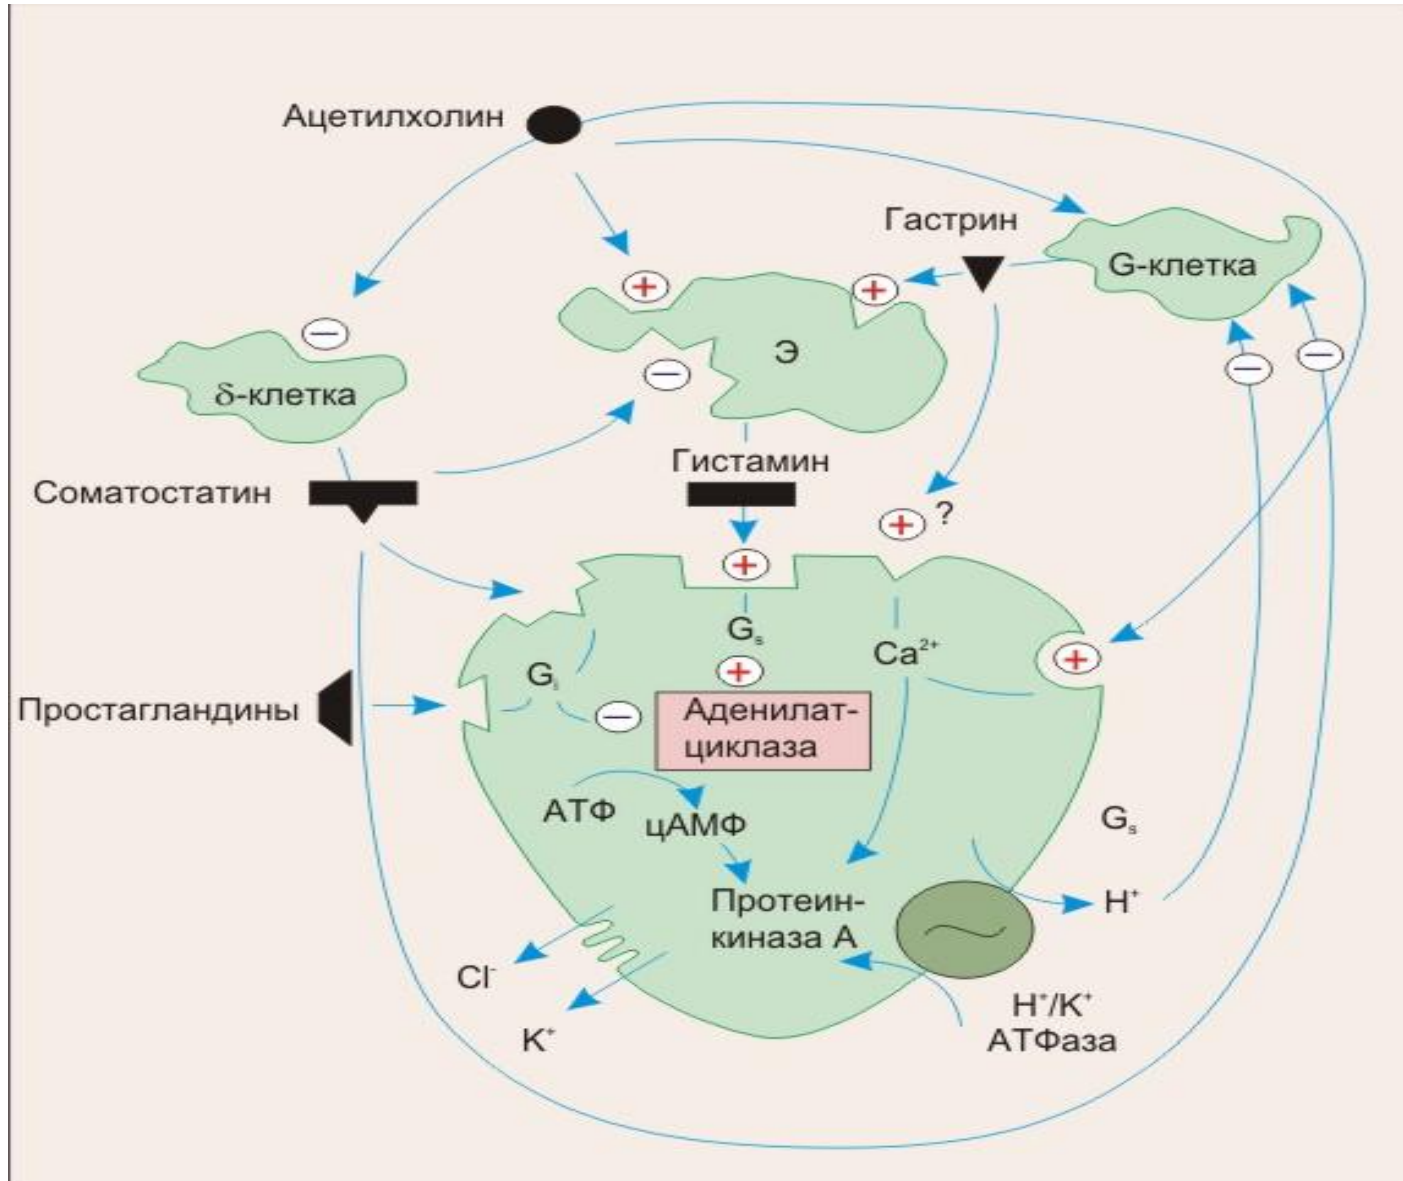 Ацетилхолин
Гастрин
G-клетка
Э
δ-клетка
Гистамин
Соматостатин
?
Gₛ
Ca²⁺
Gᵢ
Простагландины
Аденилат-
циклаза
АТФ
цАМФ
Gₛ
Протеин-
киназа А
H⁺
Cl⁻
H⁺/K⁺
АТФаза
K⁺